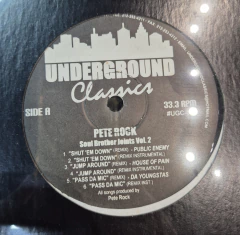 UNDERGROUND
Classics
SIDE A
33.3 RPM
#UGC
PETE ROCK
Soul Brother Joints Vol. 2
1 "SHUT 'EM DOWN" (REMIX) - PUBLIC ENEMY
2 "SHUT 'EM DOWN" (REMIX INSTRUMENTAL)
3 "JUMP AROUND" (REMIX) - HOUSE OF PAIN
4 "JUMP AROUND" (REMIX INSTRUMENTAL)
5 "PASS DA MIC" (REMIX) - DA YOUNGSTAS
6 "PASS DA MIC" (REMIX INST.)
All songs produced by
Pete Rock